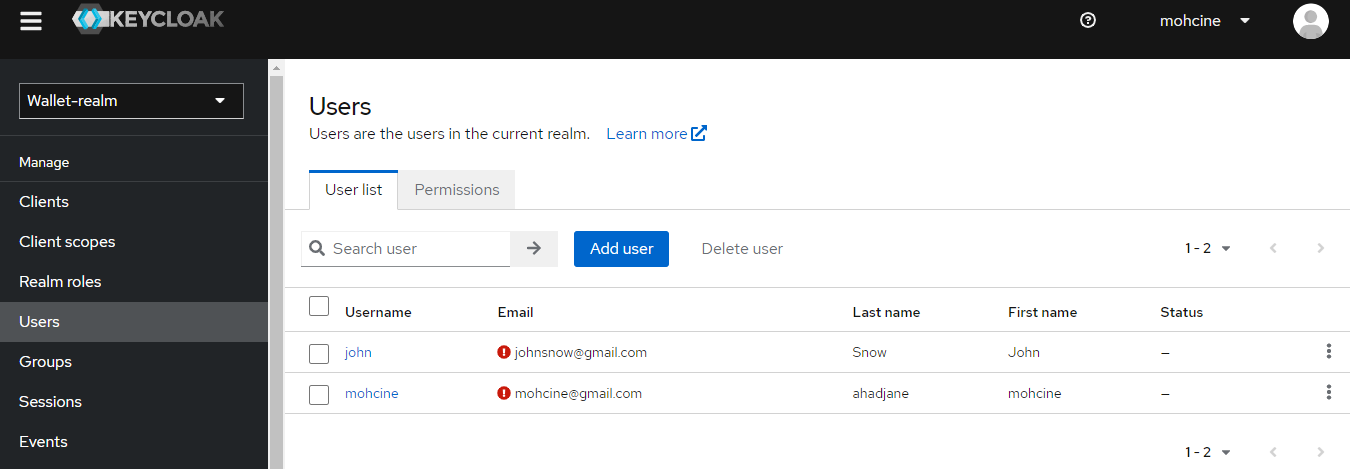 KEYCLOAK
mohcine
Wallet-realm
Manage
Clients
Client scopes
Realm roles
Users
Groups
Sessions
Events
Users
Users are the users in the current realm. Learn more
User list Permissions
Search user Add user Delete user 1 - 2
Username Email Last name First name Status
john johnsnow@gmail.com Snow John –
mohcine mohcine@gmail.com ahadjane mohcine –
1 - 2